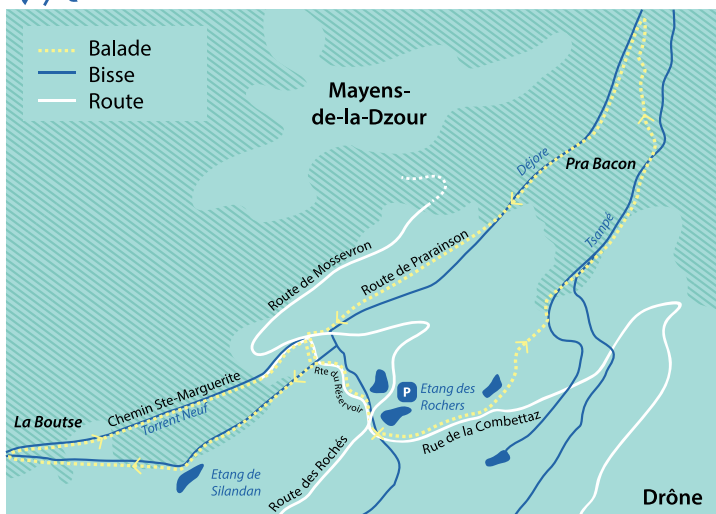 Balade
Bisse
Route
Mayens-
de-la-Dzour
Déjore
Pra Bacon
Tsanpé
Route de Mossevron
Route de Prarainson
Chemin Ste-Marguerite
Torrent Neuf
La Boutse
Rte du Réservoir
P
Etang des
Rochers
Rue de la Combettaz
Etang de
Silandan
Route des Rochés
Drône